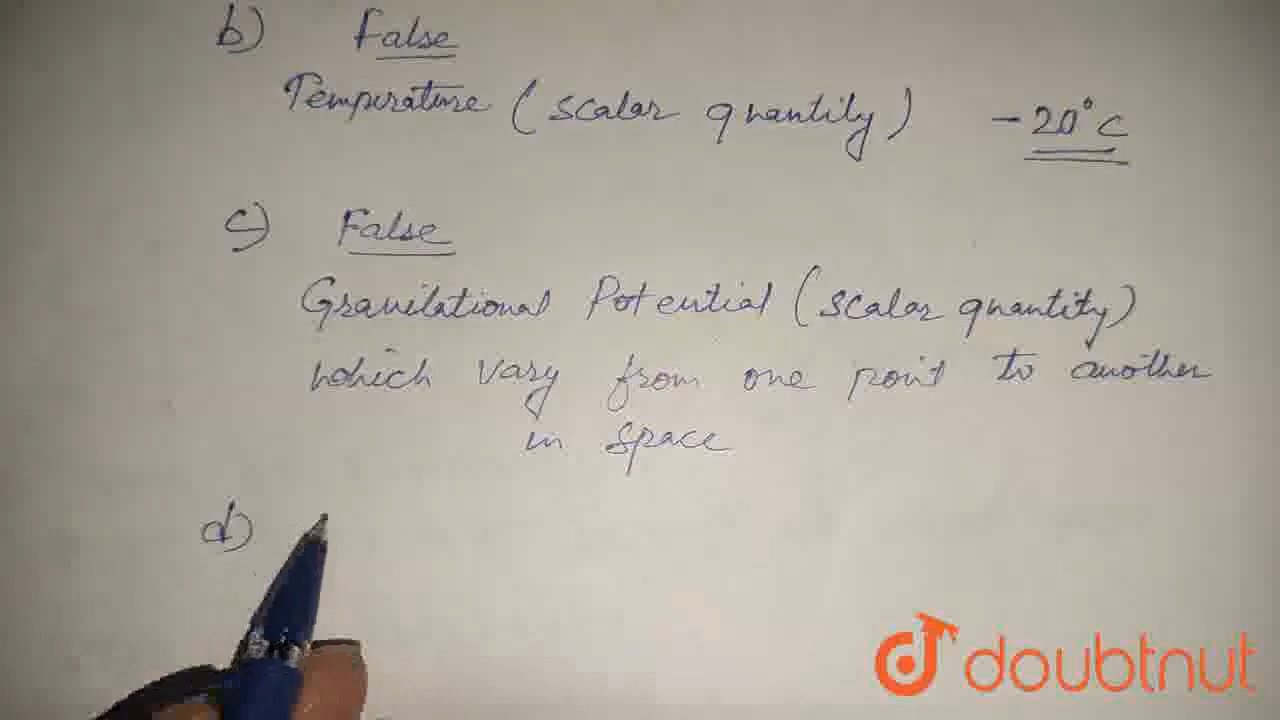 b) False
Temperature (scalar quantity) -20°C
c) False
Gravitational Potential (scalar quantity)
which vary from one point to another
in space
d)
doubtnut